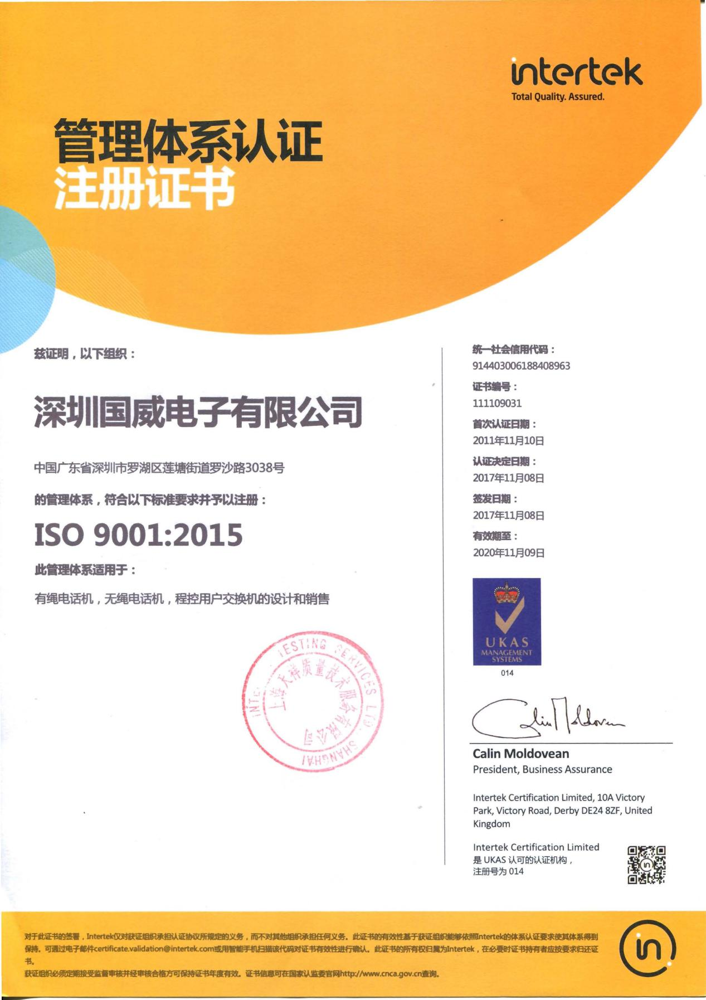 intertek
Total Quality. Assured.
管理体系认证
注册证书
兹证明，以下组织：
深圳国威电子有限公司
中国广东省深圳市罗湖区莲塘街道罗沙路3038号
的管理体系，符合以下标准要求并予以注册：
ISO 9001:2015
此管理体系适用于：
有绳电话机，无绳电话机，程控用户交换机的设计和销售
TESTING SERVICES LTD. SHANGHAI
上海天祥质量技术服务有限公司
统一社会信用代码：
914403006188408963
证书编号：
111109031
首次认证日期：
2011年11月10日
认证决定日期：
2017年11月08日
签发日期：
2017年11月08日
有效期至：
2020年11月09日
UKAS
MANAGEMENT
SYSTEMS
014
Calin Moldovean
Calin Moldovean
President, Business Assurance
Intertek Certification Limited, 10A Victory
Park, Victory Road, Derby DE24 8ZF, United
Kingdom
Intertek Certification Limited
是 UKAS 认可的认证机构，
注册号为 014
in
对于此证书的签署，Intertek仅对获证组织承担认证协议所规定的义务，而不对其他组织承担任何义务。此证书的有效性基于获证组织能够依照Intertek的体系认证要求使其体系得到
保持。可通过电子邮件certificate.validation@intertek.com或用智能手机扫描该代码对证书有效性进行确认。此证书的所有权归属为Intertek，在必要时证书持有者应按要求归还证
书。
获证组织必须定期接受监督审核并经审核合格方可保持证书年度有效。证书信息可在国家认监委官网http://www.cnca.gov.cn查询。
in